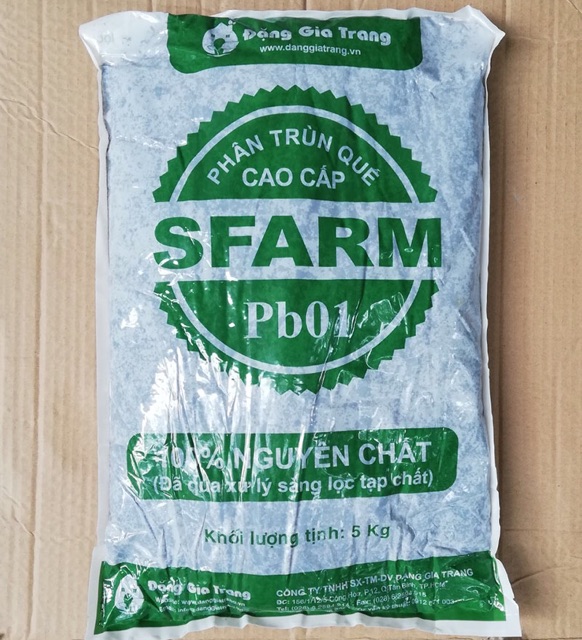 Đặng Gia Trang
www.danggiatrang.vn
PHÂN TRÙN QUẾ
CAO CẤP
SFARM
Pb01
100% NGUYÊN CHẤT
(Đã qua xử lý sàng lọc tạp chất)
Khối lượng tịnh: 5 Kg
Đặng Gia Trang
CÔNG TY TNHH SX-TM-DV ĐẶNG GIA TRANG